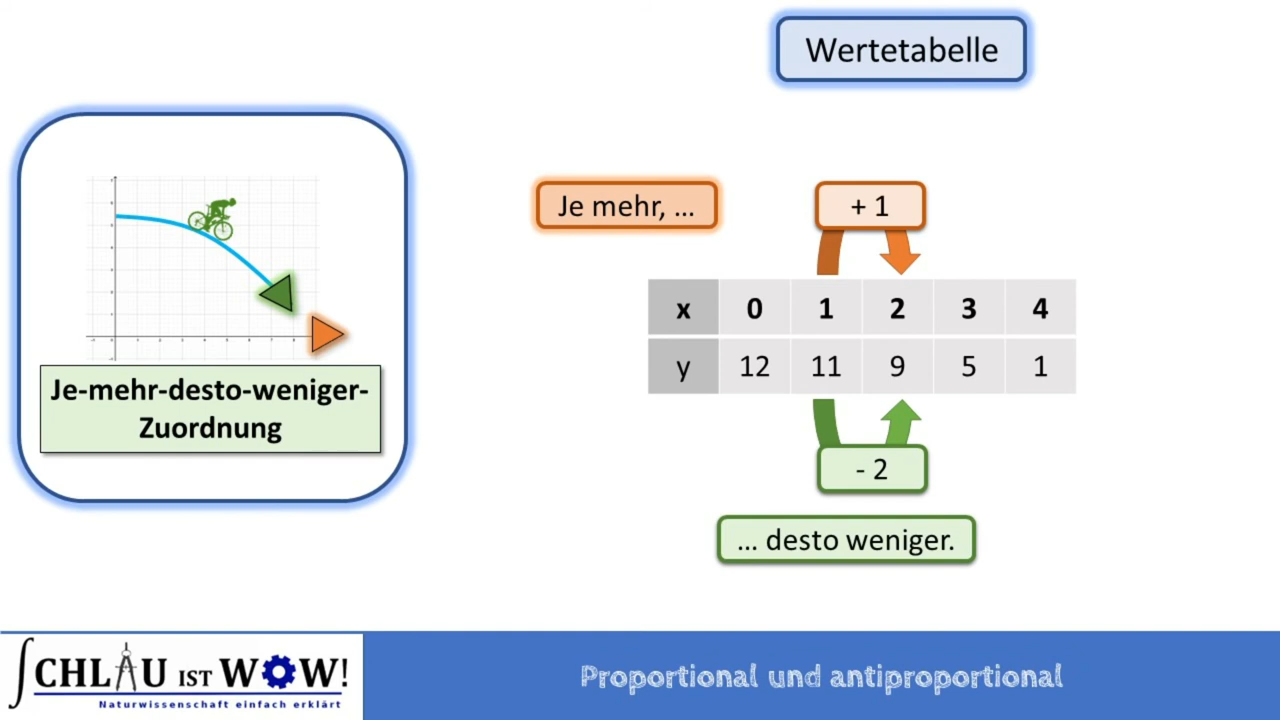 Wertetabelle
Je mehr, ...
+ 1
x 0 1 2 3 4
y 12 11 9 5 1
- 2
... desto weniger.
Je-mehr-desto-weniger-
Zuordnung
SCHLAU IST WOW!
Naturwissenschaft einfach erklärt
Proportional und antiproportional